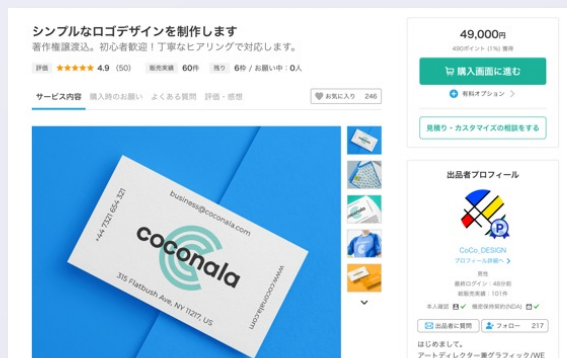 シンプルなロゴデザインを制作します
著作権譲渡込。初心者歓迎！丁寧なヒアリングで対応します。
評価 ★★★★★ 4.9 (50) 販売実績 60件 残り 6枠 / お願い中：0人
サービス内容 購入時のお願い よくある質問 評価・感想
お気に入り 246
business@coconala.com
+44 7321 654 321
coconala
www.coconala.com
315 Flatbush Ave, NY 11217, US
49,000円
490ポイント (1%) 獲得
購入画面に進む
有料オプション
見積り・カスタマイズの相談をする
出品者プロフィール
P
CoCo_DESIGN
プロフィール詳細へ
男性
最終ログイン：48分前
総販売実績：101件
本人確認 機密保持契約(NDA)
出品者に質問 フォロー 217
はじめまして。
アートディレクター兼グラフィック/WE